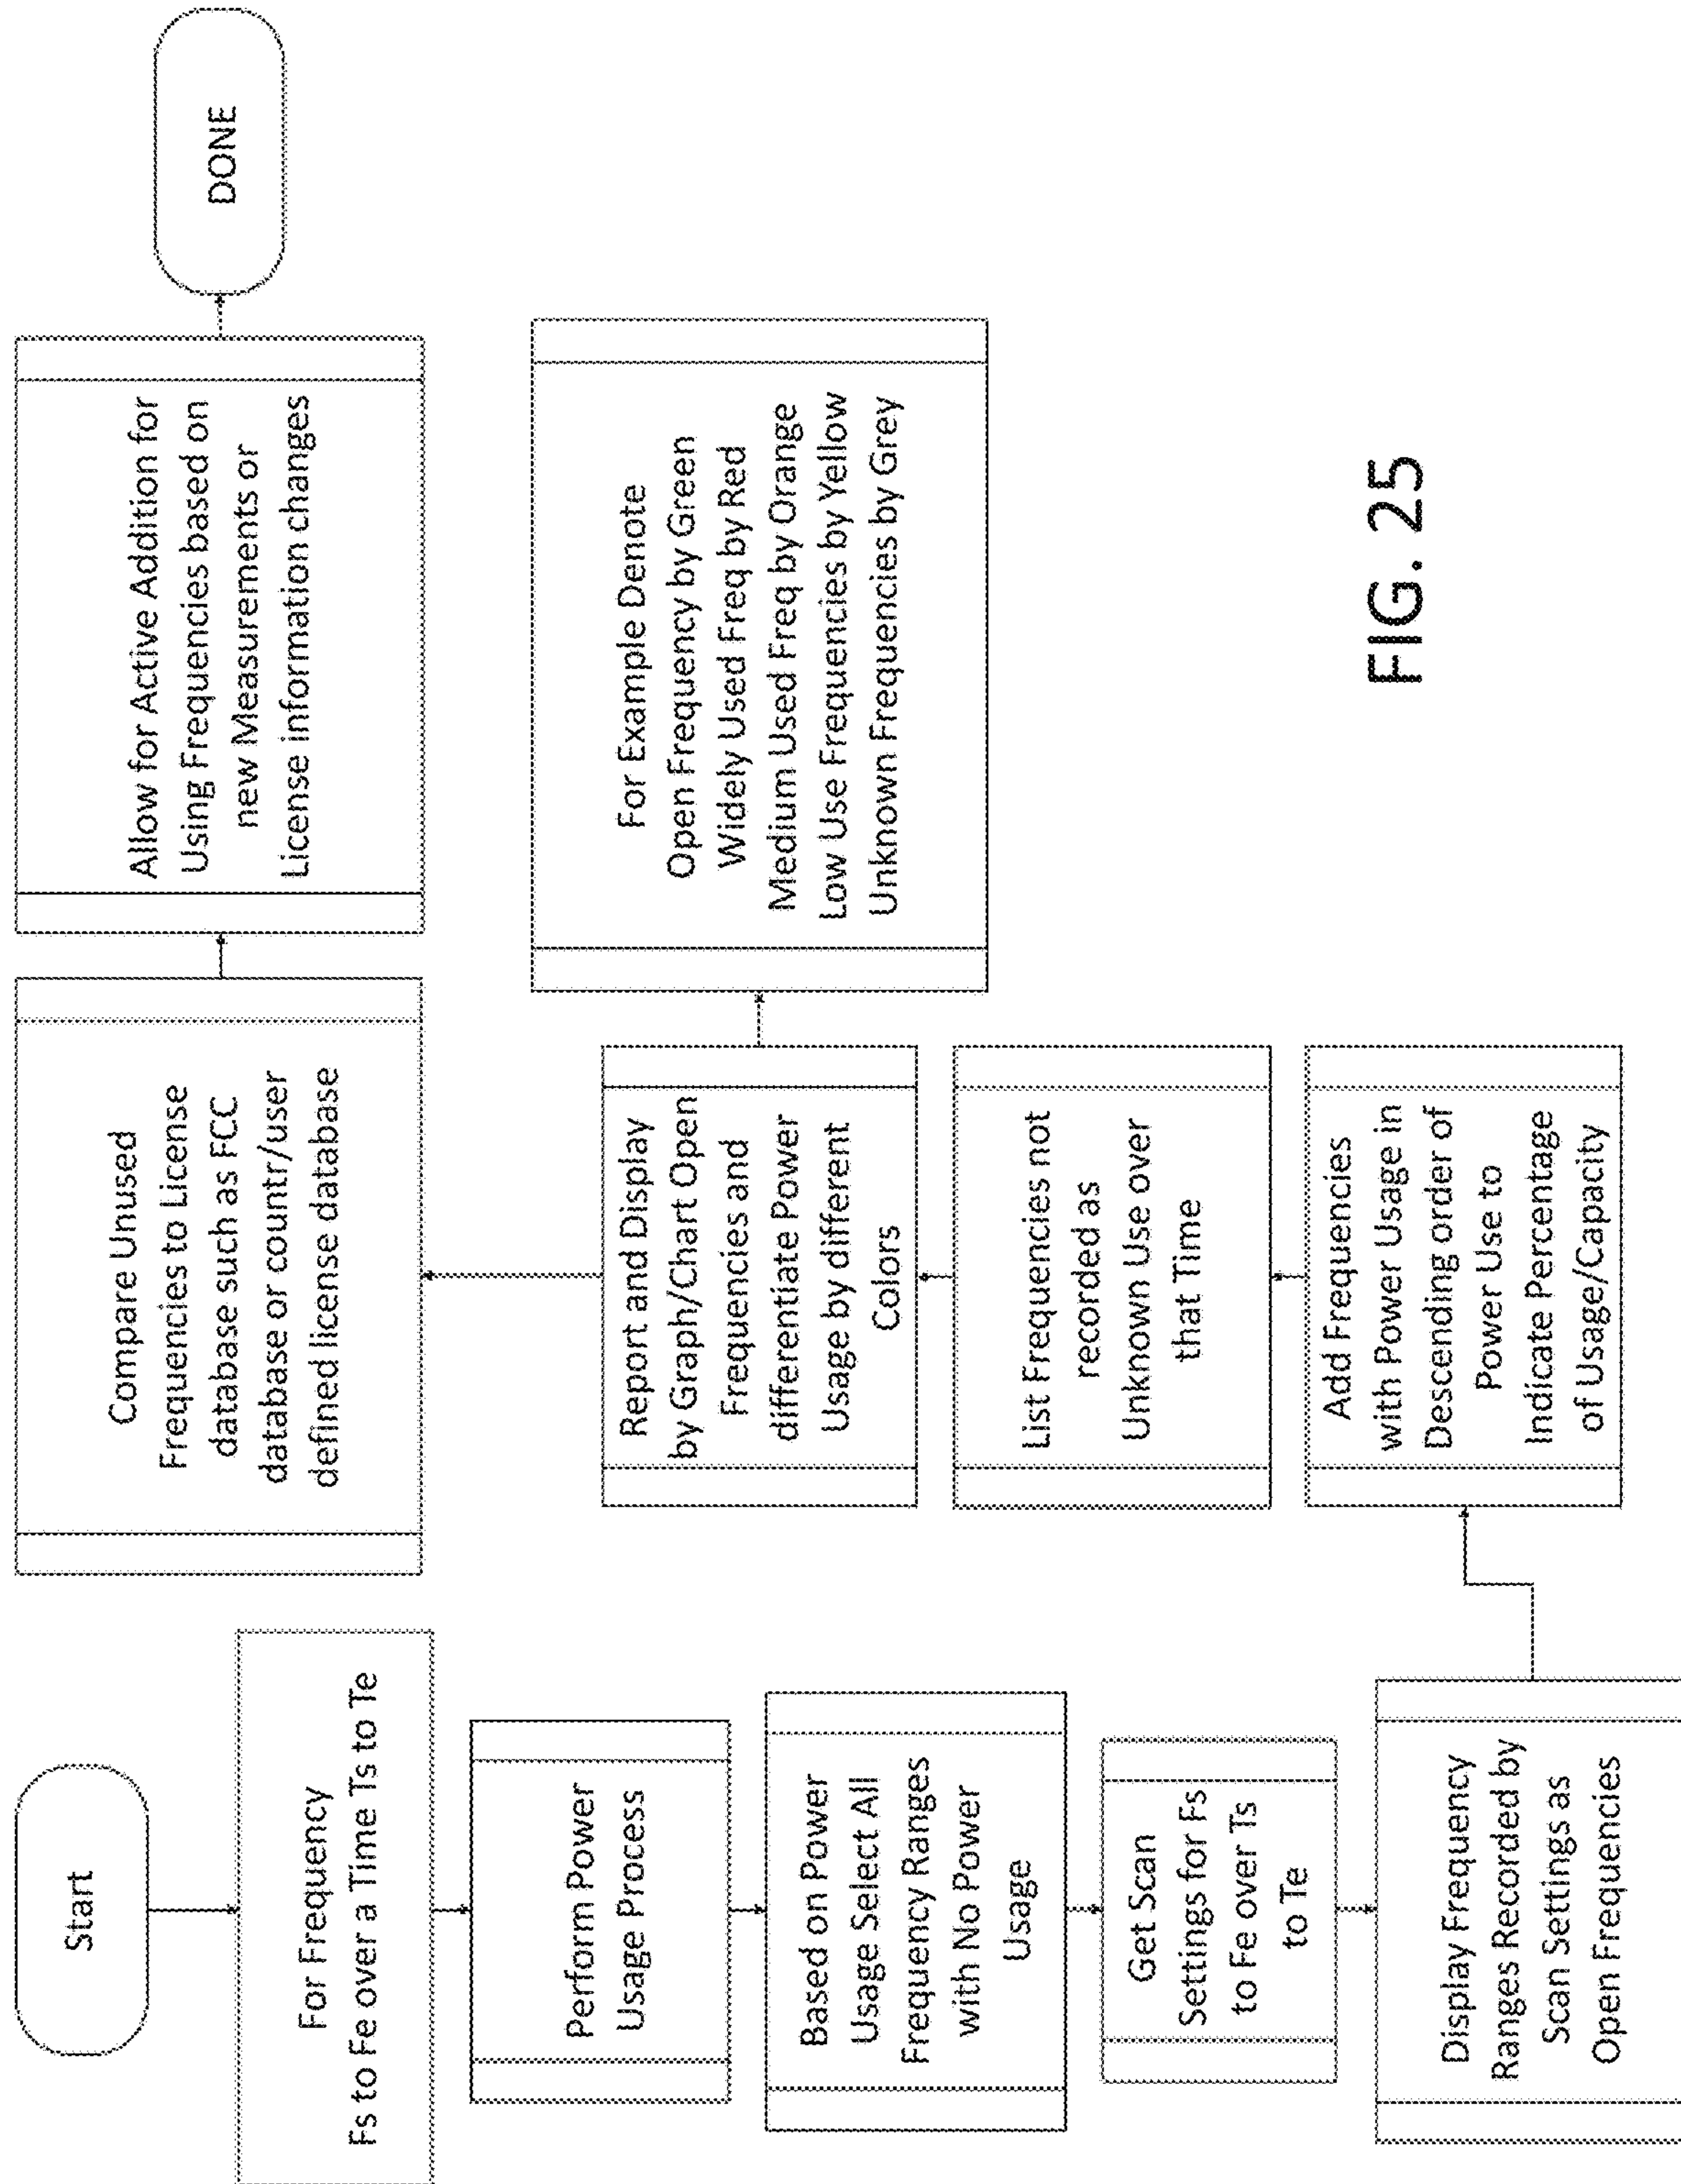 Start
For Frequency
Fs to Fe over a Time Ts to Te
Perform Power
Usage Process
Based on Power
Usage Select All
Frequency Ranges
with No Power
Usage
Get Scan
Settings for Fs
to Fe over Ts
to Te
Display Frequency
Ranges Recorded by
Scan Settings as
Open Frequencies
Add Frequencies
with Power Usage in
Descending order of
Power Use to
Indicate Percentage
of Usage/Capacity
List Frequencies not
recorded as
Unknown Use over
that Time
Report and Display
by Graph/Chart Open
Frequencies and
differentiate Power
Usage by different
Colors
For Example Denote
Open Frequency by Green
Widely Used Freq by Red
Medium Used Freq by Orange
Low Use Frequencies by Yellow
Unknown Frequencies by Grey
Compare Unused
Frequencies to License
database such as FCC
database or countr/user
defined license database
Allow for Active Addition for
Using Frequencies based on
new Measurements or
License information changes
DONE
FIG. 25